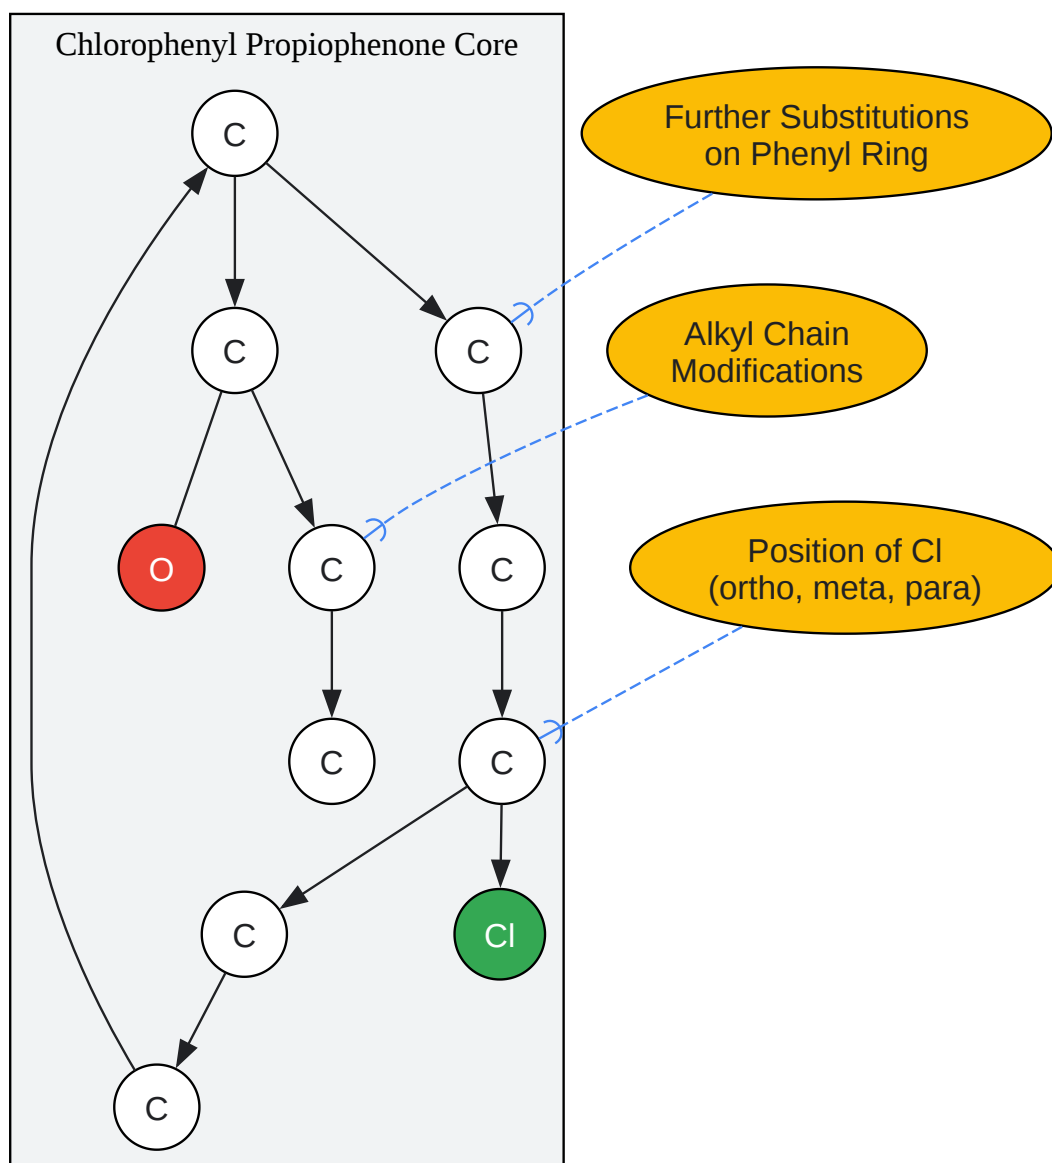 Chlorophenyl Propiophenone Core
C
Further Substitutions
on Phenyl Ring
C
C
Alkyl Chain
Modifications
O
C
C
Position of Cl
(ortho, meta, para)
C
C
C
Cl
C